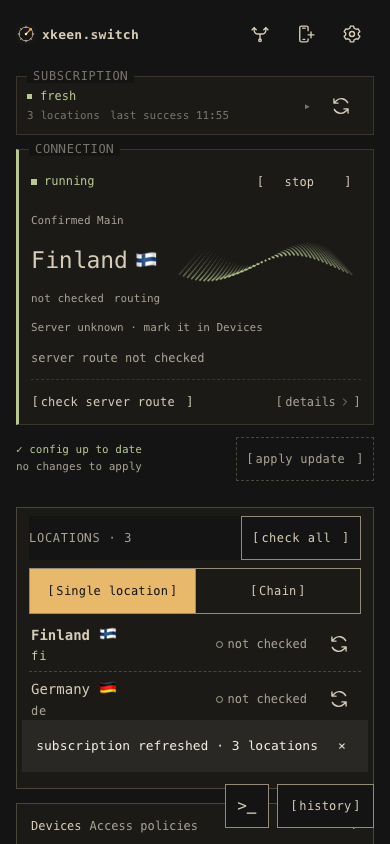 xkeen.switch
SUBSCRIPTION
fresh
3 locations last success 11:55
CONNECTION
running
[ stop ]
Confirmed Main
Finland
not checked routing
Server unknown · mark it in Devices
server route not checked
[check server route ]
[details > ]
✓ config up to date
no changes to apply
[apply update ]
LOCATIONS · 3
[check all ]
[Single location]
[Chain]
Finland
fi
not checked
Germany
de
not checked
subscription refreshed · 3 locations ×
>_
[history]
Devices Access policies